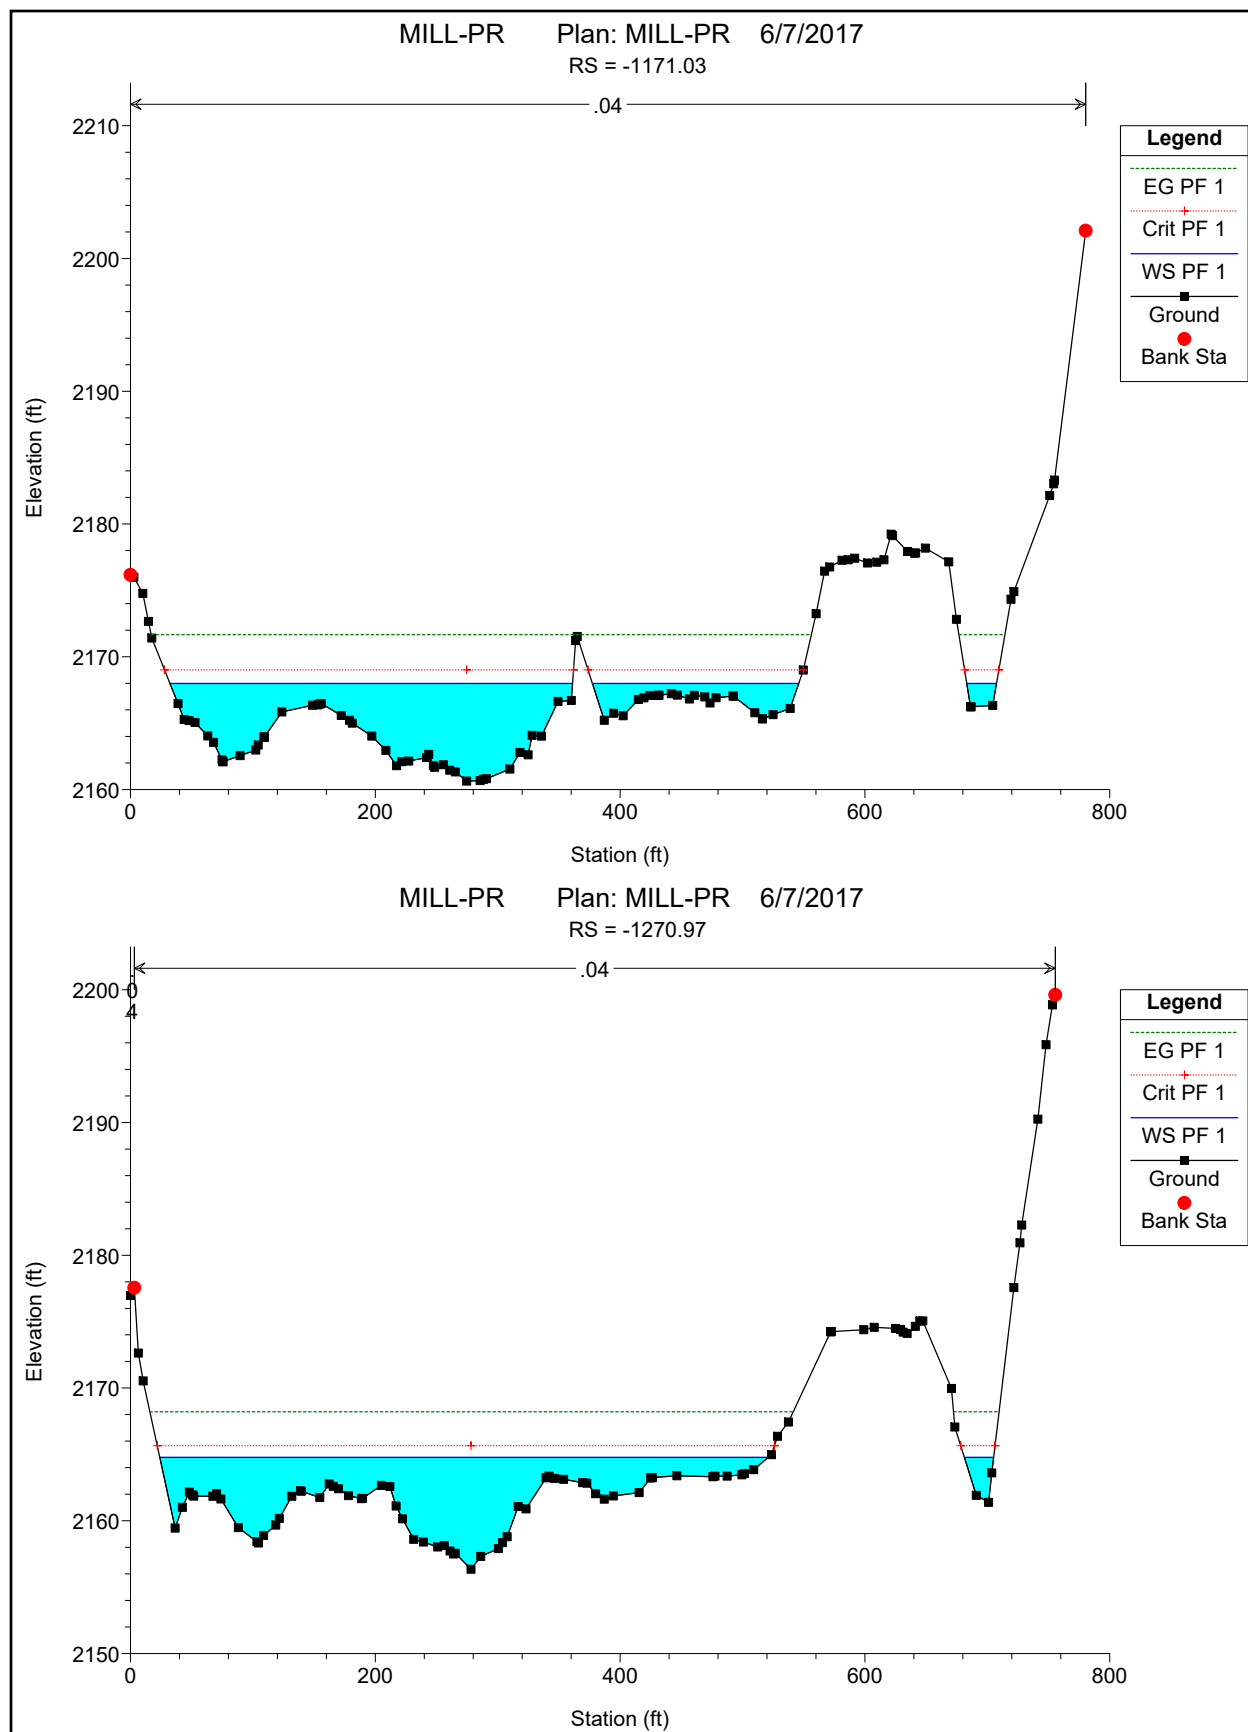 MILL-PR Plan: MILL-PR 6/7/2017
RS = -1171.03
.04
2210
2200
2190
2180
2170
2160
Elevation (ft)
0 200 400 600 800
Station (ft)
Legend
EG PF 1
Crit PF 1
WS PF 1
Ground
Bank Sta
MILL-PR Plan: MILL-PR 6/7/2017
RS = -1270.97
.04
.04
2200
2190
2180
2170
2160
2150
Elevation (ft)
0 200 400 600 800
Station (ft)
Legend
EG PF 1
Crit PF 1
WS PF 1
Ground
Bank Sta